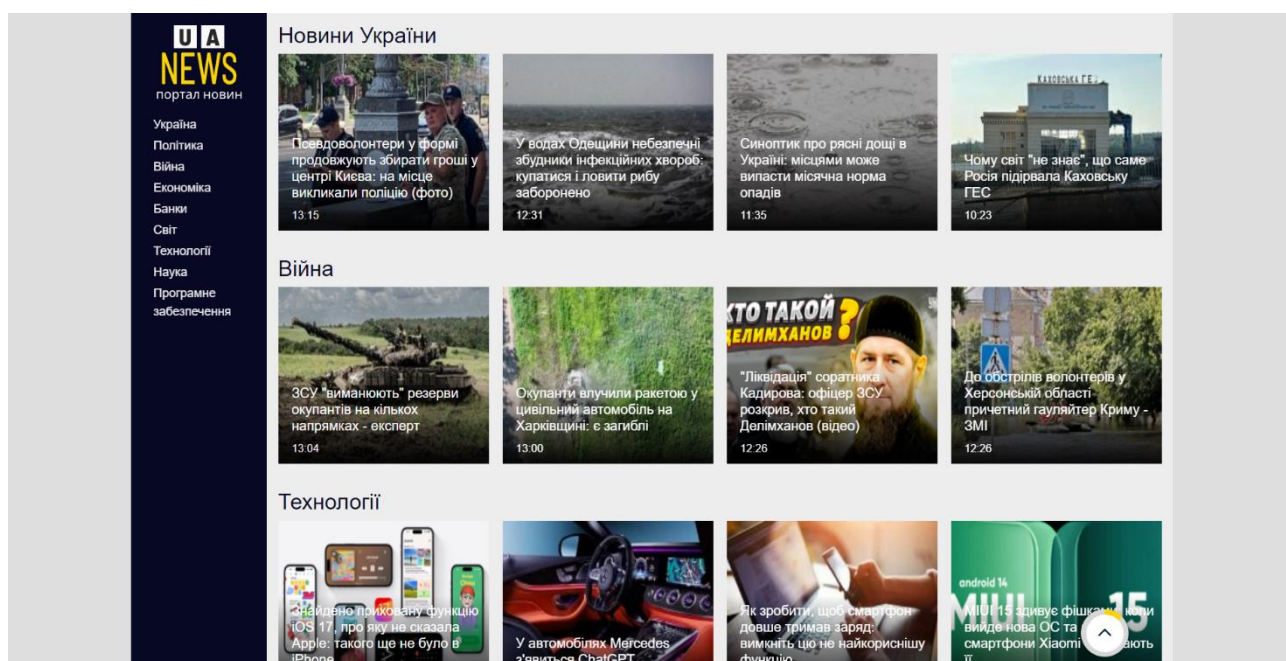 UA
NEWS
портал новин
Україна
Політика
Війна
Економіка
Банки
Світ
Технології
Наука
Програмне
забезпечення
Новини України
Псевдоволонтери у формі
продовжують збирати гроші у
центрі Києва: на місце
викликали поліцію (фото)
13:15
У водах Одещини небезпечні
збудники інфекційних хвороб:
купатися і ловити рибу
заборонено
12:31
Синоптик про рясні дощі в
Україні: місцями може
випасти місячна норма
опадів
11:35
КАХОВСЬКА ГЕС
Чому світ "не знає", що саме
Росія підірвала Каховську
ГЕС
10:23
Війна
ЗСУ "виманюють" резерви
окупантів на кількох
напрямках - експерт
13:04
Окупанти влучили ракетою у
цивільний автомобіль на
Харківщині: є загиблі
13:00
КТО ТАКОЙ
ДЕЛИМХАНОВ ?
"Ліквідація" соратника
Кадирова: офіцер ЗСУ
розкрив, хто такий
Делімханов (відео)
12:26
До обстрілів волонтерів у
Херсонській області
причетний гауляйтер Криму -
ЗМІ
12:26
Технології
Знайдено приховану функцію
iOS 17, про яку не сказала
Apple: такого ще не було в
iPhone
У автомобілях Mercedes
з'явиться ChatGPT
Як зробити, щоб смартфон
довше тримав заряд:
вимкніть цю не найкориснішу
функцію
android 14
MIUI 15
MIUI 15 здивує фішками: коли
вийде нова ОС та
смартфони Xiaomi
її